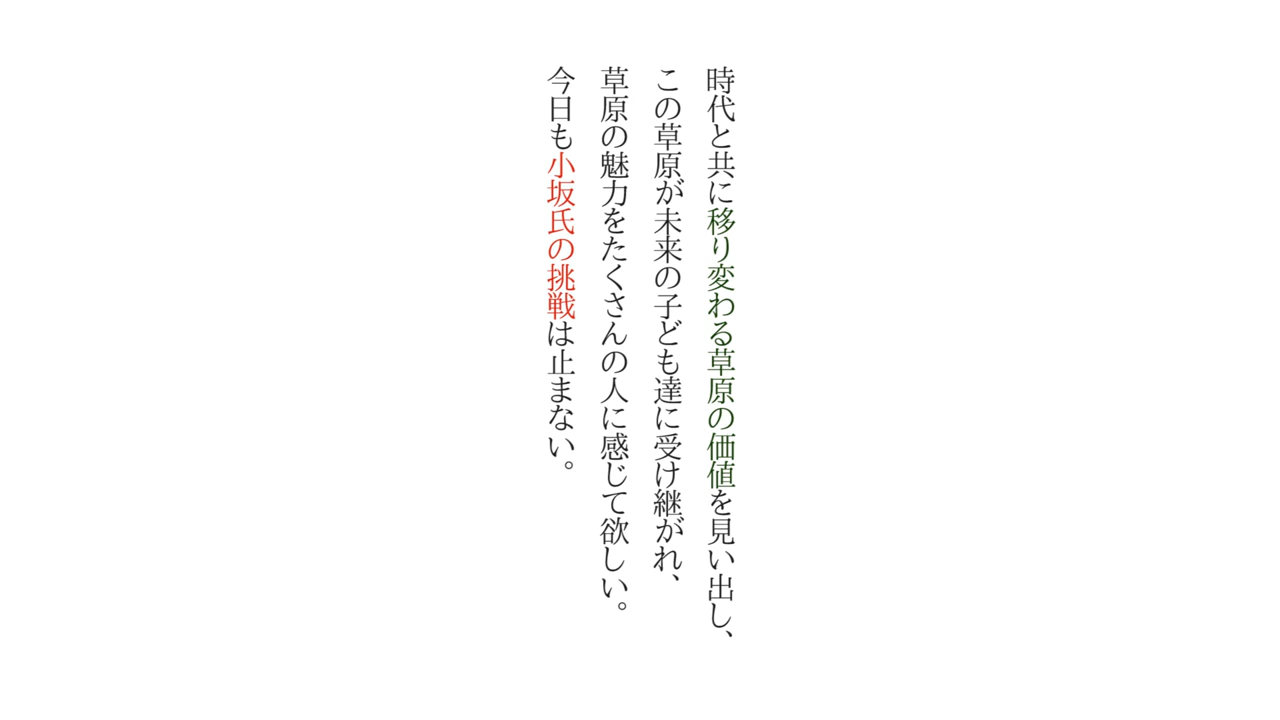 時代と共に移り変わる草原の価値を見い出し、
この草原が未来の子ども達に受け継がれ、
草原の魅力をたくさんの人に感じて欲しい。
今日も小坂氏の挑戦は止まない。